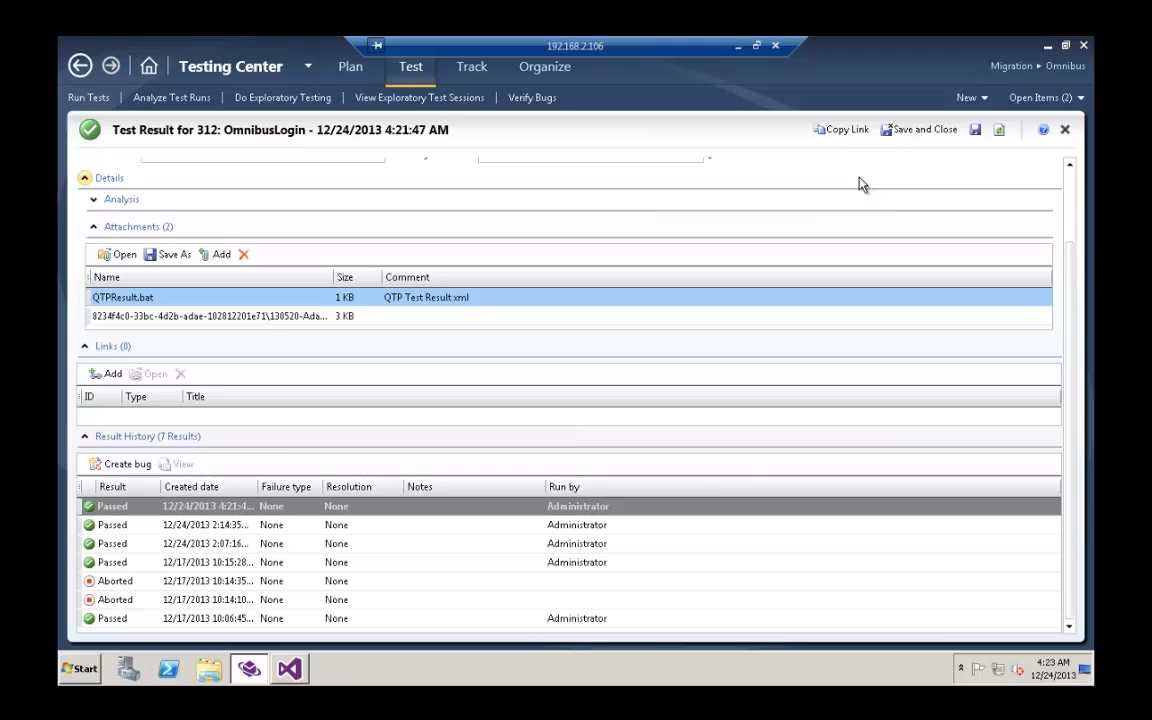 192.168.2.106
Testing Center Plan Test Track Organize
Migration ▸ Omnibus
Run Tests Analyze Test Runs Do Exploratory Testing View Exploratory Test Sessions Verify Bugs New Open Items (2)
Test Result for 312: OmnibusLogin - 12/24/2013 4:21:47 AM Copy Link Save and Close
Details
Analysis
Attachments (2)
Open Save As Add
Name Size Comment
QTPResult.bat 1 KB QTP Test Result xml
8234f4c0-33bc-4d2b-adae-102812201e71\130520-Ada... 3 KB
Links (0)
Add Open
ID Type Title
Result History (7 Results)
Create bug View
Result Created date Failure type Resolution Notes Run by
Passed 12/24/2013 4:21:4... None None Administrator
Passed 12/24/2013 2:14:35... None None Administrator
Passed 12/24/2013 2:07:16... None None Administrator
Passed 12/17/2013 10:15:28... None None Administrator
Aborted 12/17/2013 10:14:35... None None
Aborted 12/17/2013 10:14:10... None None
Passed 12/17/2013 10:06:45... None None Administrator
Start
4:23 AM
12/24/2013